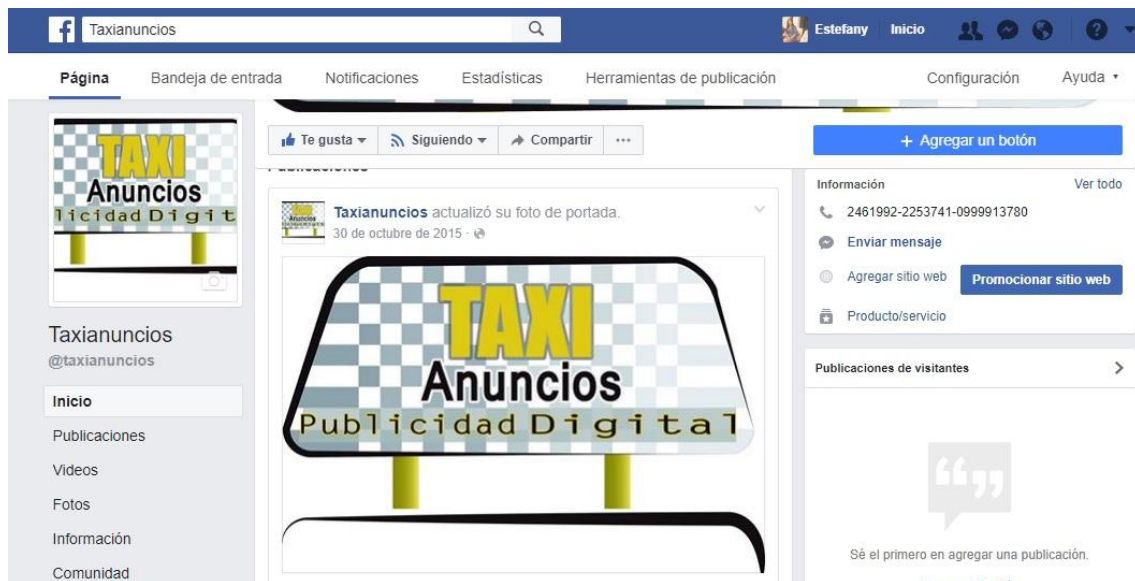 Taxianuncios
Estefany Inicio
Página Bandeja de entrada Notificaciones Estadísticas Herramientas de publicación Configuración Ayuda
TAXI
Anuncios
licidad Digit
Taxianuncios
@taxianuncios
Inicio
Publicaciones
Videos
Fotos
Información
Comunidad
Te gusta Siguiendo Compartir ...
+ Agregar un botón
Publicaciones
Taxianuncios actualizó su foto de portada.
30 de octubre de 2015
TAXI
Anuncios
Publicidad Digital
Información Ver todo
2461992-2253741-0999913780
Enviar mensaje
Agregar sitio web Promocionar sitio web
Producto/servicio
Publicaciones de visitantes
Sé el primero en agregar una publicación.